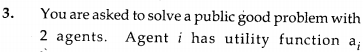 3. You are asked to solve a public good problem with
2 agents. Agent i has utility function a